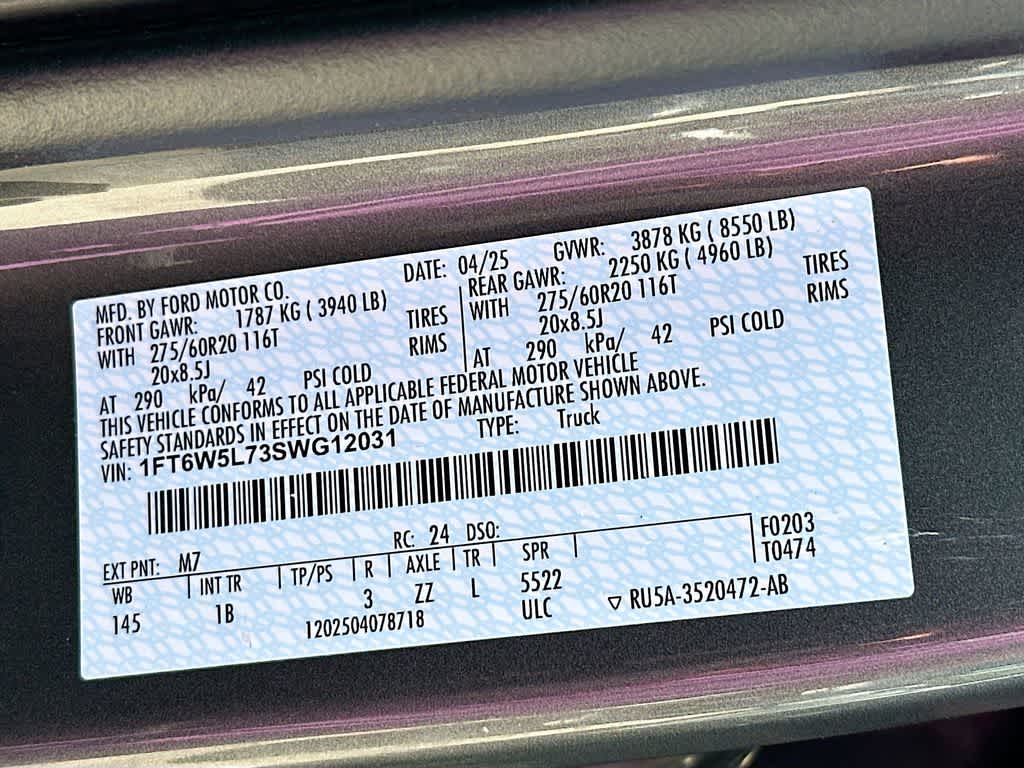 MFD. BY FORD MOTOR CO. DATE: 04/25 GVWR: 3878 KG ( 8550 LB)
FRONT GAWR: 1787 KG ( 3940 LB) REAR GAWR: 2250 KG ( 4960 LB)
WITH 275/60R20 116T TIRES WITH 275/60R20 116T TIRES
20x8.5J RIMS 20x8.5J RIMS
AT 290 kPa/ 42 PSI COLD AT 290 kPa/ 42 PSI COLD
THIS VEHICLE CONFORMS TO ALL APPLICABLE FEDERAL MOTOR VEHICLE
SAFETY STANDARDS IN EFFECT ON THE DATE OF MANUFACTURE SHOWN ABOVE.
VIN: 1FT6W5L73SWG12031 TYPE: Truck
EXT PNT: M7 RC: 24 DSO: F0203
WB INT TR TP/PS R AXLE TR SPR T0474
145 1B 3 ZZ L 5522
1202504078718 ULC ▽ RU5A-3520472-AB